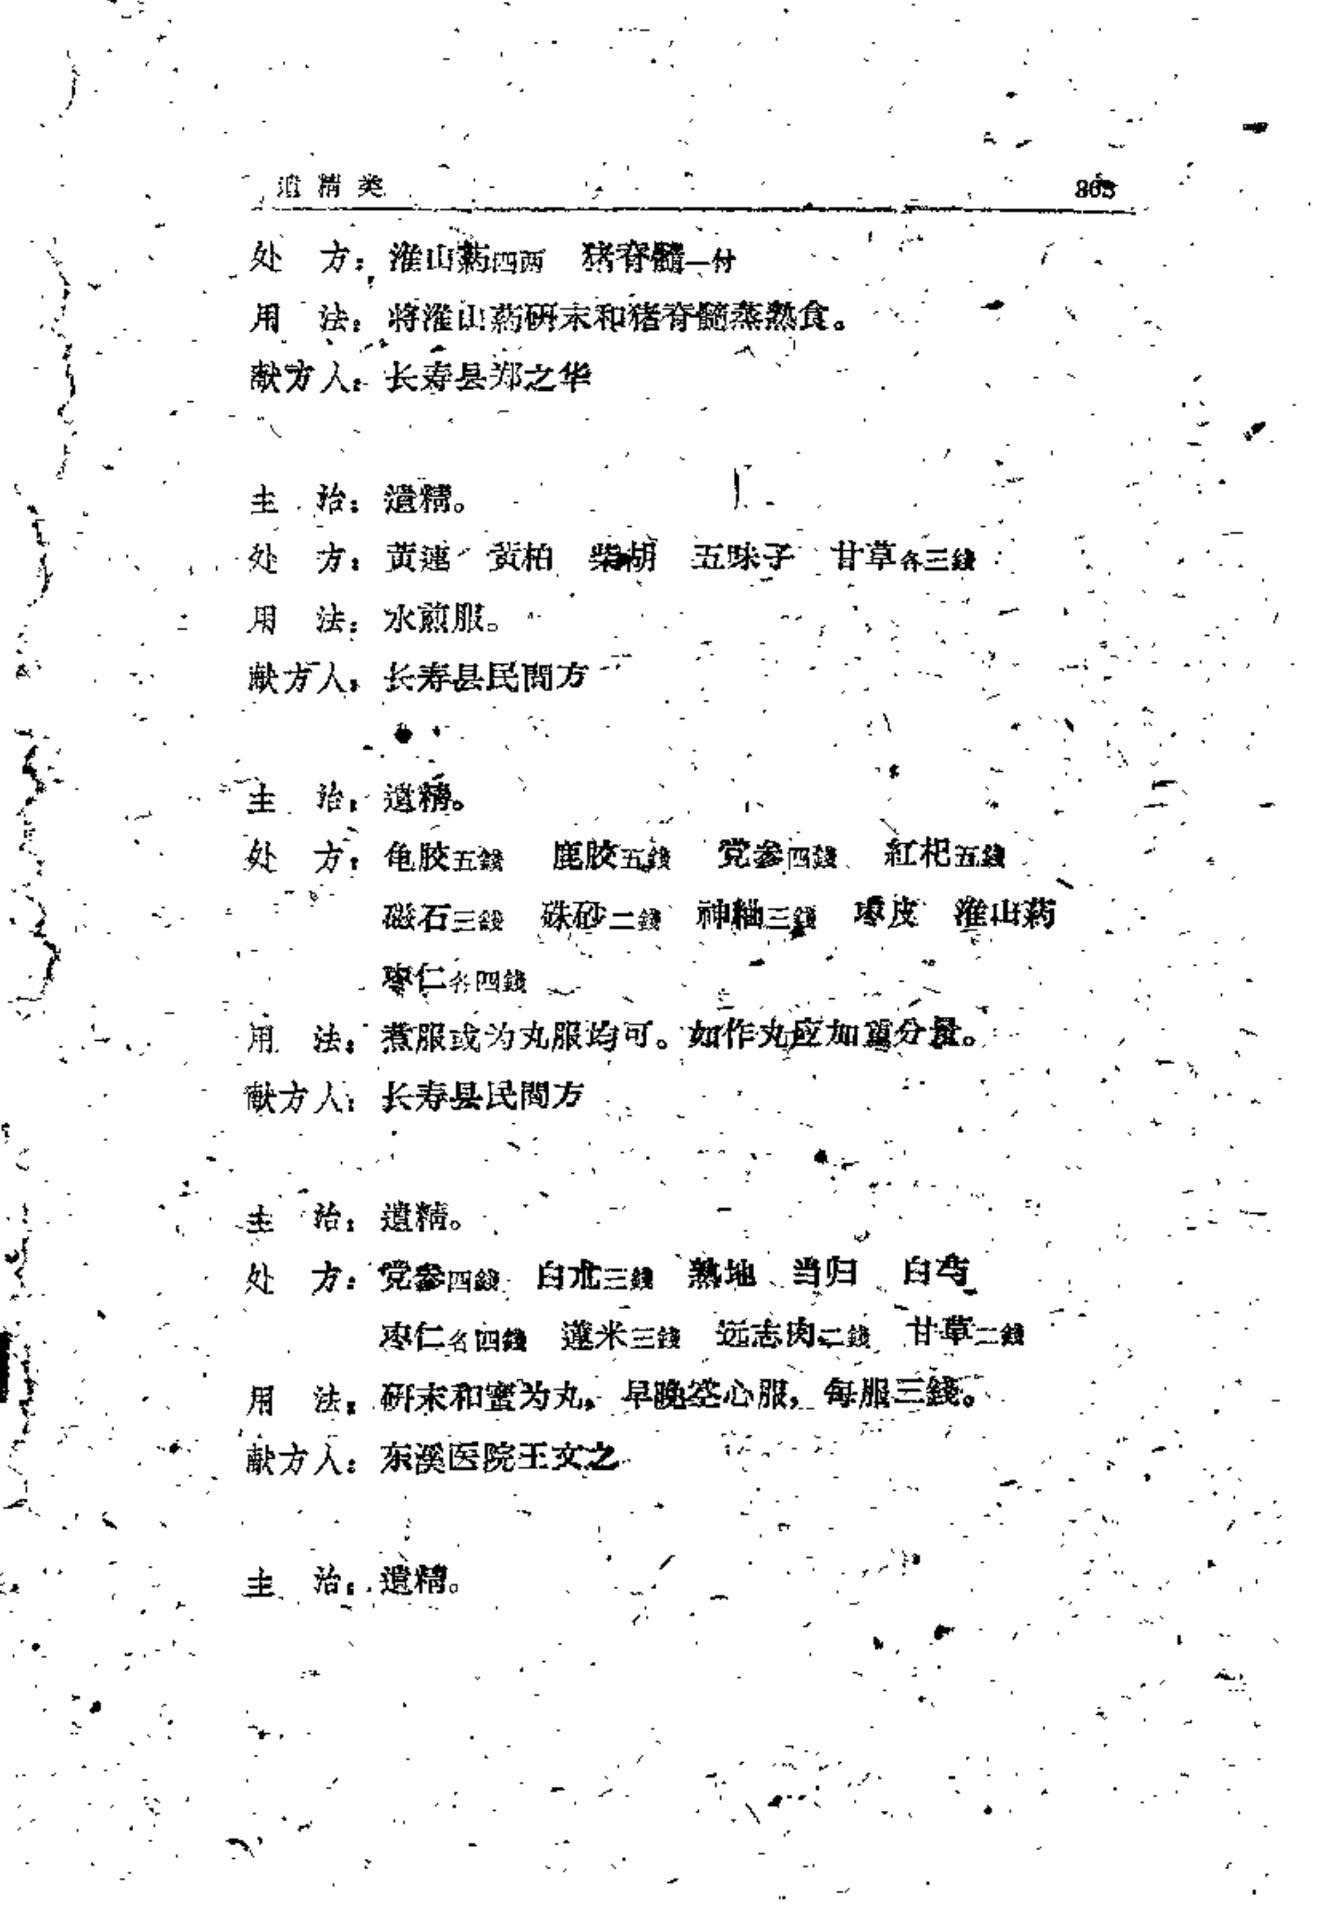 遺精类
处 方：淮山药四两 猪脊髓一付
用 法：将淮山药研末和猪脊髓蒸熟食。
献方人：长寿县郑之华
主 治：遺精。
处 方：黄連 黄柏 柴胡 五味子 甘草各三錢
用 法：水煎服。
献方人：长寿县民間方
主 治：遺精。
处 方：龟胶五錢 鹿胶五錢 党参四錢 紅杞五錢
磁石三錢 硃砂二錢 神粬三錢 枣皮 淮山药
枣仁各四錢
用 法：煮服或为丸服均可。如作丸应加重分量。
献方人：长寿县民間方
主 治：遺精。
处 方：党参四錢 白朮三錢 熟地 当归 白芍
枣仁各四錢 蓮米三錢 远志肉二錢 甘草二錢
用 法：研末和蜜为丸，早晚空心服，每服三錢。
献方人：东溪医院王文之
主 治：遺精。